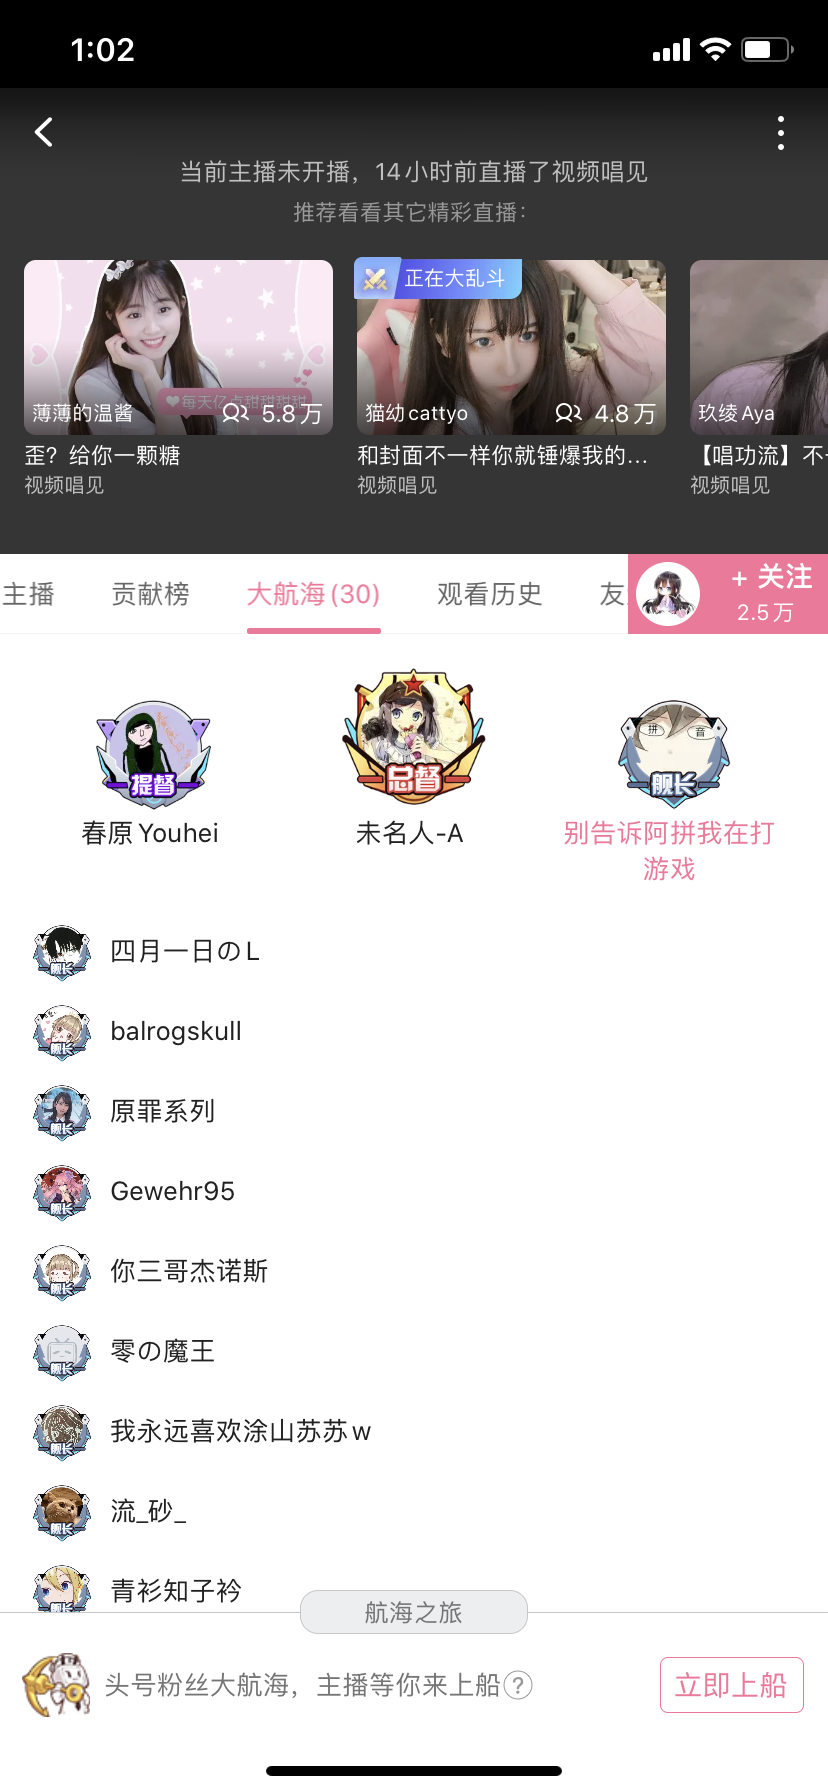 1:02
当前主播未开播，14小时前直播了视频唱见
推荐看看其它精彩直播：
正在大乱斗
每天亿点甜甜甜甜
薄薄的温酱 5.8万
猫幼cattyo 4.8万
玖绫Aya
歪？给你一颗糖
和封面不一样你就锤爆我的...
【唱功流】不
视频唱见
视频唱见
视频唱见
主播 贡献榜 大航海(30) 观看历史 友
+ 关注
2.5万
提督
总督
拼 音
舰长
春原Youhei
未名人-A
别告诉阿拼我在打
游戏
舰长
四月一日のL
舰长
balrogskull
舰长
原罪系列
舰长
Gewehr95
舰长
你三哥杰诺斯
舰长
零の魔王
舰长
我永远喜欢涂山苏苏w
舰长
流_砂_
舰长
青衫知子衿
航海之旅
头号粉丝大航海，主播等你来上船?
立即上船